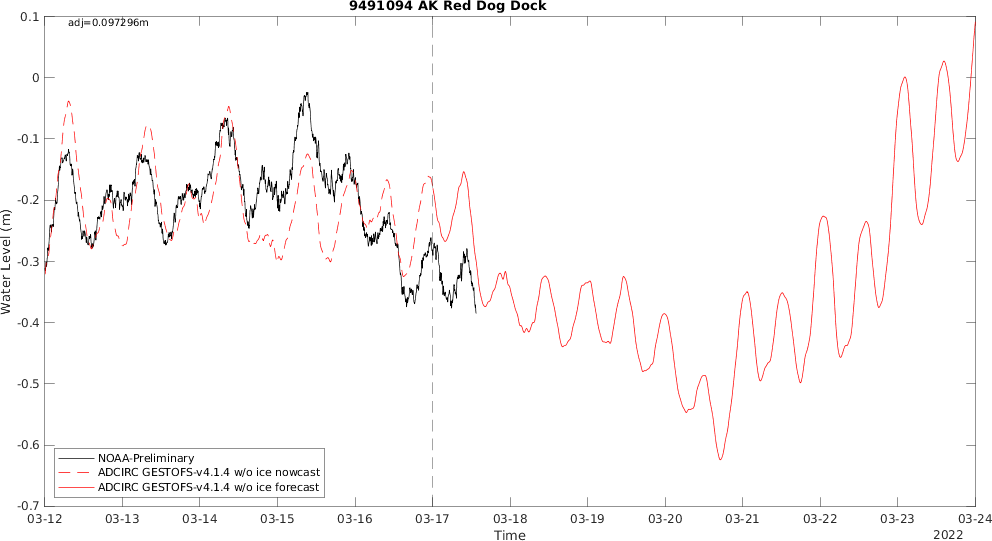 9491094 AK Red Dog Dock
adj=0.097296m
0.1
0
-0.1
-0.2
-0.3
-0.4
-0.5
-0.6
-0.7
Water Level (m)
NOAA-Preliminary
ADCIRC GESTOFS-v4.1.4 w/o ice nowcast
ADCIRC GESTOFS-v4.1.4 w/o ice forecast
03-12 03-13 03-14 03-15 03-16 03-17 03-18 03-19 03-20 03-21 03-22 03-23 03-24
Time
2022